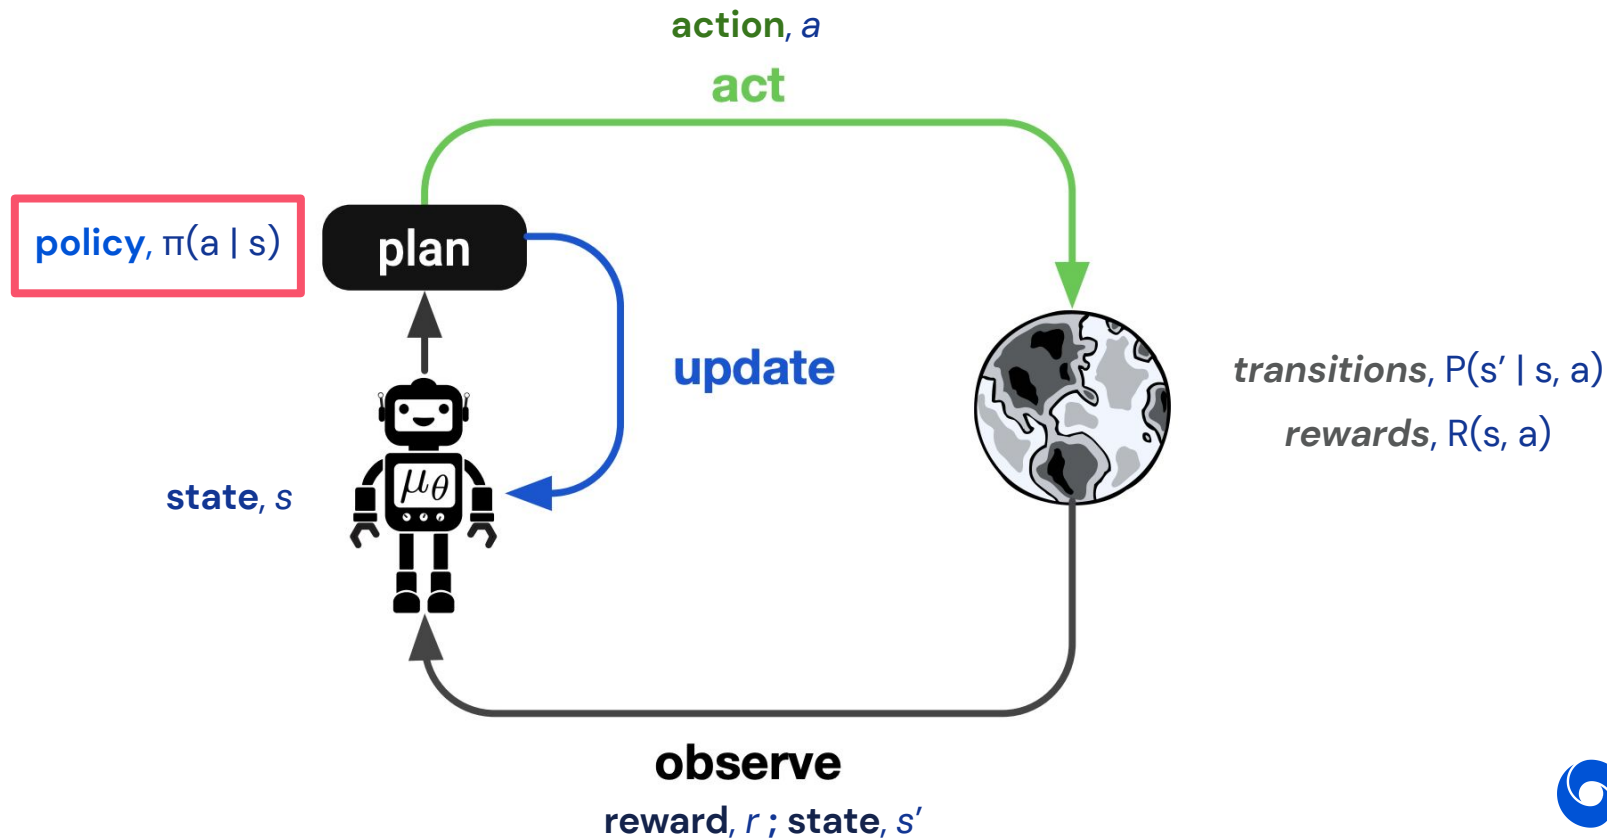 action, a
act
policy, π(a | s)
plan
update
transitions, P(s’ | s, a)
rewards, R(s, a)
μθ
state, s
observe
reward, r ; state, s’